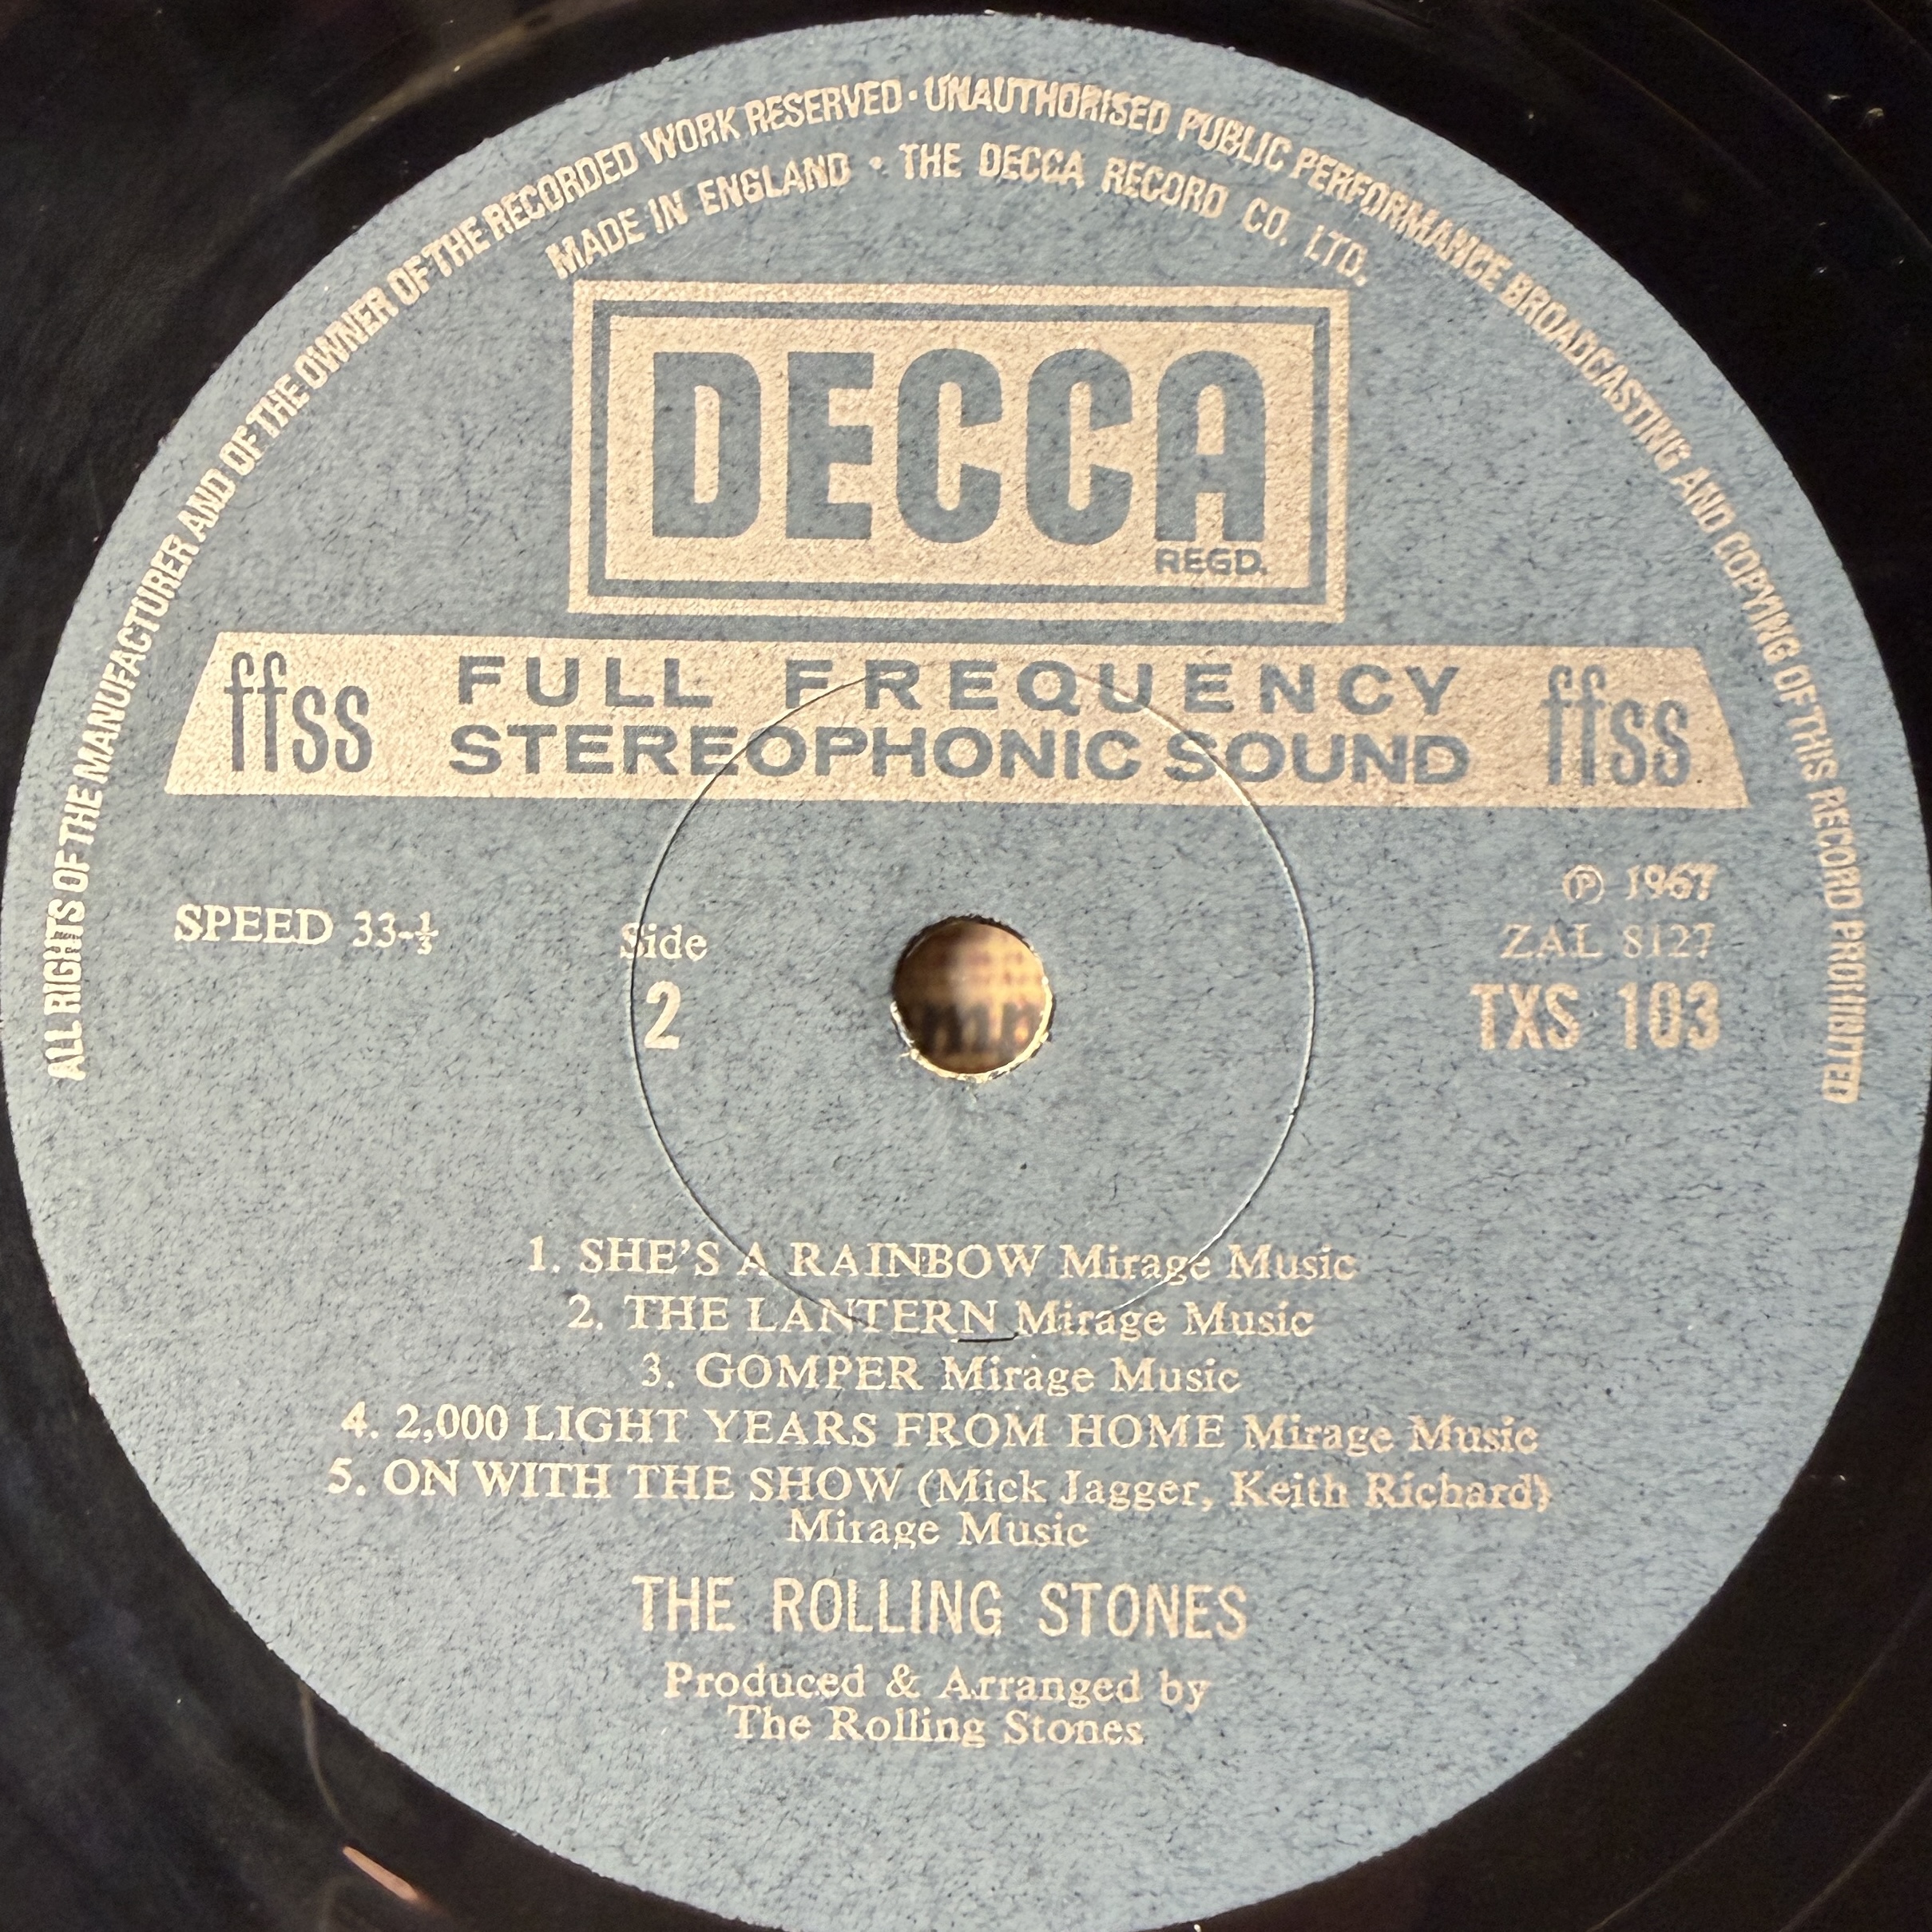 ALL RIGHTS OF THE MANUFACTURER AND OF THE OWNER OF THE RECORDED WORK RESERVED · UNAUTHORISED PUBLIC PERFORMANCE BROADCASTING AND COPYING OF THIS RECORD PROHIBITED
MADE IN ENGLAND · THE DECCA RECORD CO. LTD.
DECCA
REGD.
ffss FULL FREQUENCY ffss
STEREOPHONIC SOUND
℗ 1967
SPEED 33-⅓ Side ZAL 8127
2 TXS 103
1. SHE'S A RAINBOW Mirage Music
2. THE LANTERN Mirage Music
3. GOMPER Mirage Music
4. 2,000 LIGHT YEARS FROM HOME Mirage Music
5. ON WITH THE SHOW (Mick Jagger, Keith Richard)
Mirage Music
THE ROLLING STONES
Produced & Arranged by
The Rolling Stones